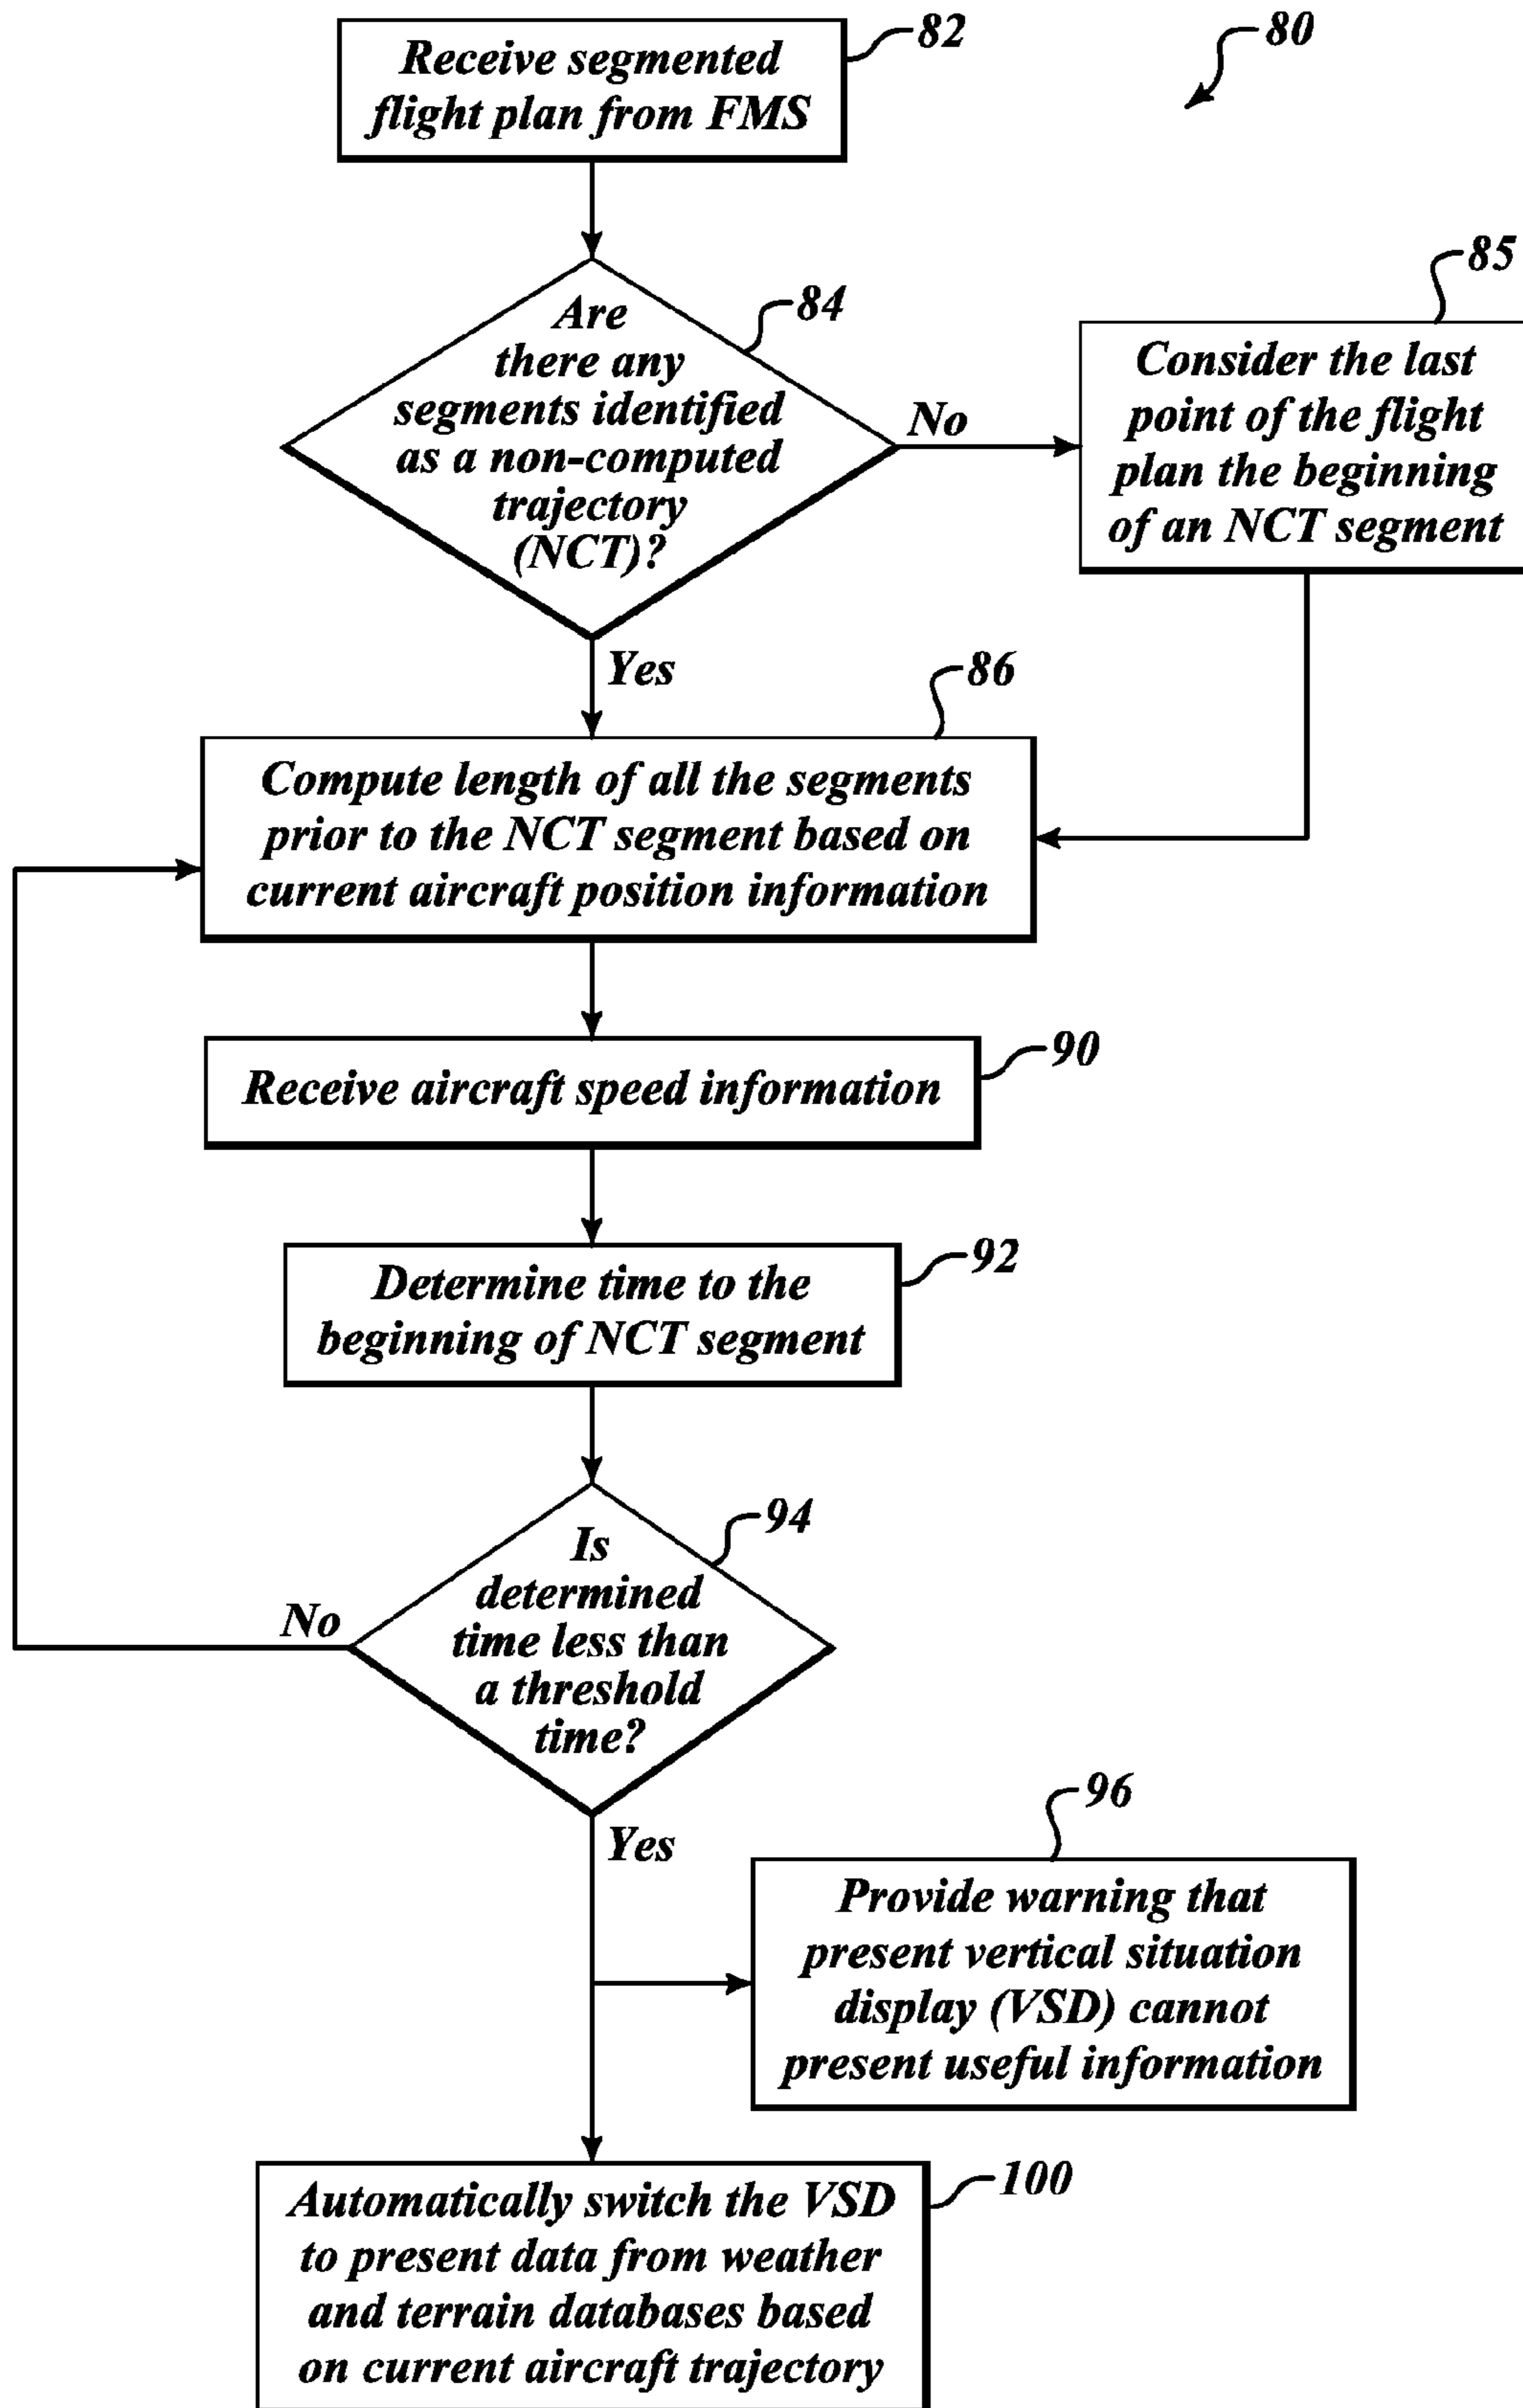 80
82
Receive segmented
flight plan from FMS
84
Are
there any
segments identified
as a non-computed
trajectory
(NCT)?
No
85
Consider the last
point of the flight
plan the beginning
of an NCT segment
Yes
86
Compute length of all the segments
prior to the NCT segment based on
current aircraft position information
90
Receive aircraft speed information
92
Determine time to the
beginning of NCT segment
94
Is
determined
time less than
a threshold
time?
No
Yes
96
Provide warning that
present vertical situation
display (VSD) cannot
present useful information
100
Automatically switch the VSD
to present data from weather
and terrain databases based
on current aircraft trajectory